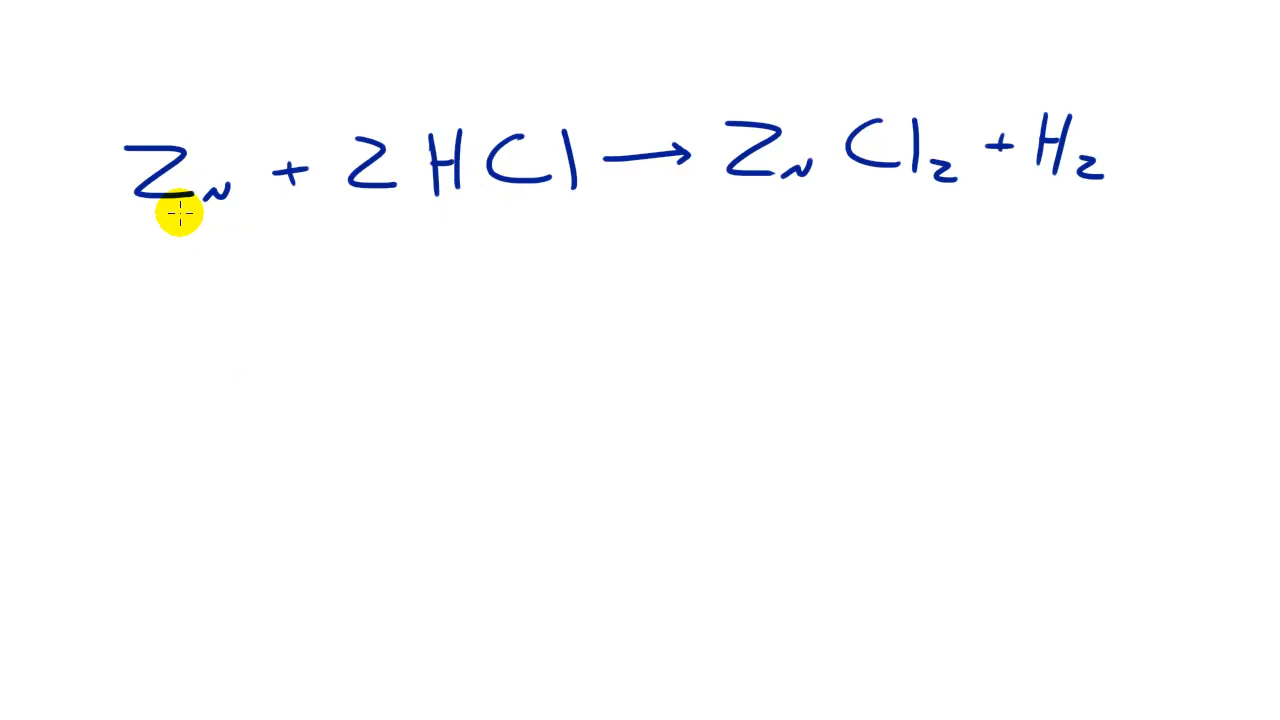 Zn + 2HCl → ZnCl₂ + H₂